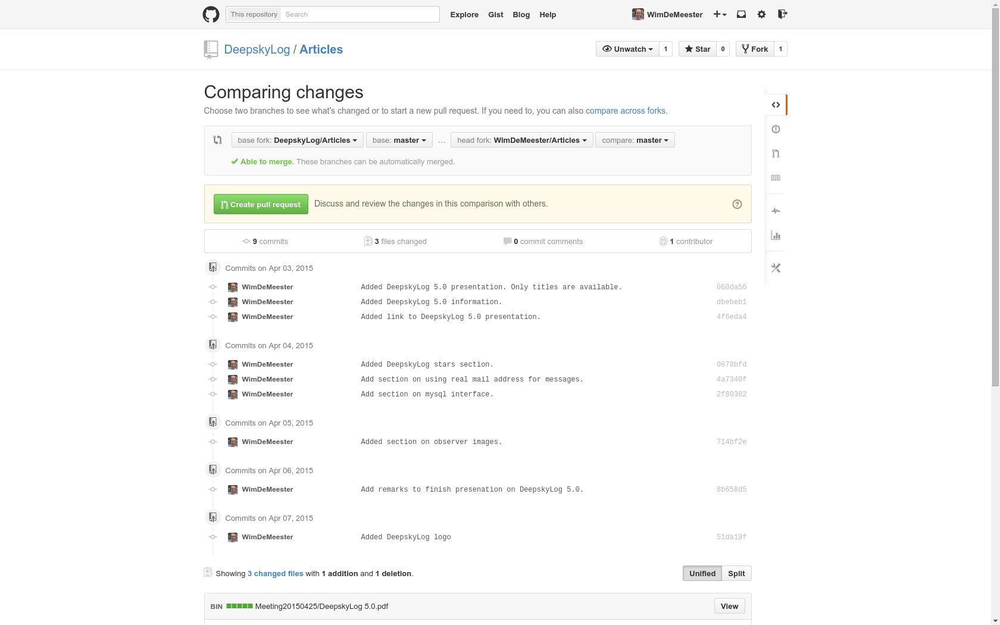 This repository Search Explore Gist Blog Help WimDeMeester
DeepskyLog / Articles Unwatch 1 Star 0 Fork 1
Comparing changes
Choose two branches to see what's changed or to start a new pull request. If you need to, you can also compare across forks.
base fork: DeepskyLog/Articles base: master ... head fork: WimDeMeester/Articles compare: master
Able to merge. These branches can be automatically merged.
Create pull request Discuss and review the changes in this comparison with others.
9 commits 3 files changed 0 commit comments 1 contributor
Commits on Apr 03, 2015
WimDeMeester Added DeepskyLog 5.0 presentation. Only titles are available. 060da56
WimDeMeester Added DeepskyLog 5.0 information. dbebeb1
WimDeMeester Added link to DeepskyLog 5.0 presentation. 4f6eda4
Commits on Apr 04, 2015
WimDeMeester Added DeepskyLog stars section. 0670bfd
WimDeMeester Add section on using real mail address for messages. 4a7340f
WimDeMeester Add section on mysql interface. 2f80302
Commits on Apr 05, 2015
WimDeMeester Added section on observer images. 714bf2e
Commits on Apr 06, 2015
WimDeMeester Add remarks to finish presenation on DeepskyLog 5.0. 8b658d5
Commits on Apr 07, 2015
WimDeMeester Added DeepskyLog logo 51da19f
Showing 3 changed files with 1 addition and 1 deletion. Unified Split
BIN Meeting20150425/DeepskyLog 5.0.pdf View